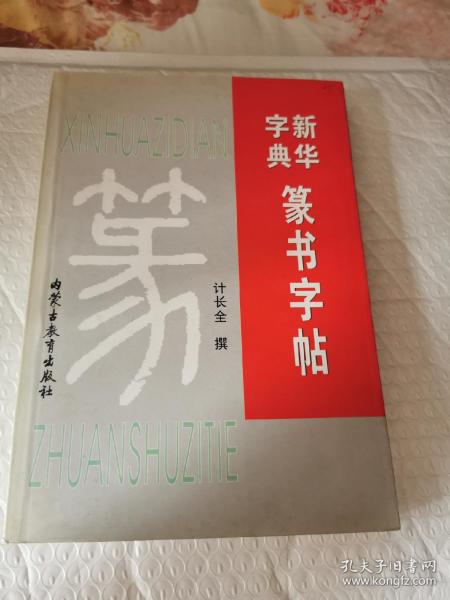 XINHUAZIDIAN
新华
字典
篆书字帖
篆
计长全 撰
内蒙古教育出版社
ZHUANSHUZITIE
孔夫子旧书网
www.kongfz.com